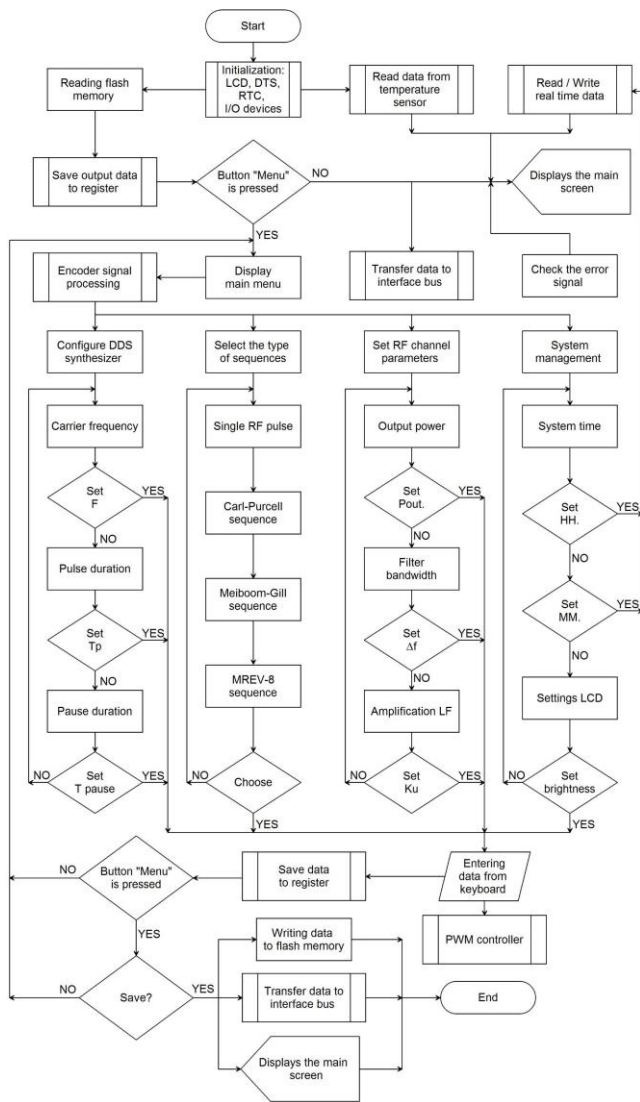 Start
Reading flash
memory
Initialization:
LCD, DTS,
RTC,
I/O devices
Read data from
temperature
sensor
Read / Write
real time data
Save output data
to register
Button "Menu"
is pressed
NO
Displays the main
screen
YES
Encoder signal
processing
Display
main menu
Transfer data to
interface bus
Check the error
signal
Configure DDS
synthesizer
Select the type
of sequences
Set RF channel
parameters
System
management
Carrier frequency
Single RF pulse
Output power
System time
Set
F
YES
NO
Carl-Purcell
sequence
Set
Pout.
YES
NO
Set
HH.
YES
NO
Pulse duration
Meiboom-Gill
sequence
Filter
bandwidth
Set
Tp
YES
NO
Set
Δf
YES
NO
Set
MM.
YES
NO
Pause duration
MREV-8
sequence
Amplification LF
Settings LCD
NO
Set
T pause
YES
NO
Choose
YES
NO
Set
Ku
YES
NO
Set
brightness
YES
NO
Button "Menu"
is pressed
YES
Save data
to register
Entering
data from
keyboard
Writing data
to flash memory
PWM controller
NO
Save?
YES
Transfer data to
interface bus
End
Displays the main
screen